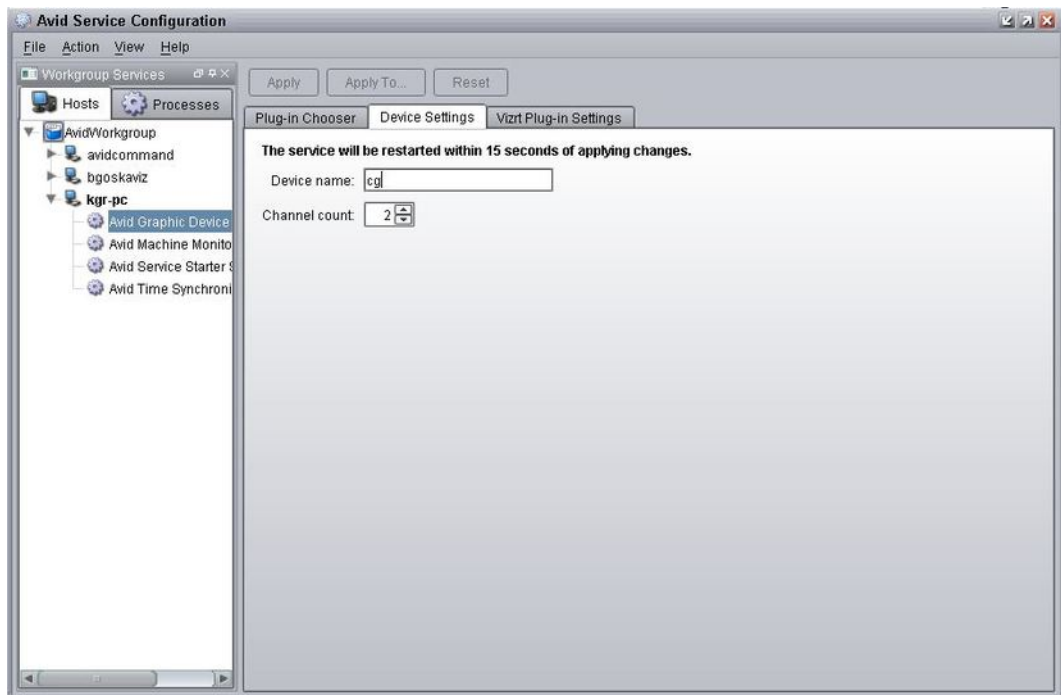 Avid Service Configuration
File Action View Help
Workgroup Services
Hosts Processes
AvidWorkgroup
avidcommand
bgoskaviz
kgr-pc
Avid Graphic Device
Avid Machine Monito
Avid Service Starter S
Avid Time Synchroni
Apply Apply To... Reset
Plug-in Chooser Device Settings Vizrt Plug-in Settings
The service will be restarted within 15 seconds of applying changes.
Device name: cg
Channel count: 2